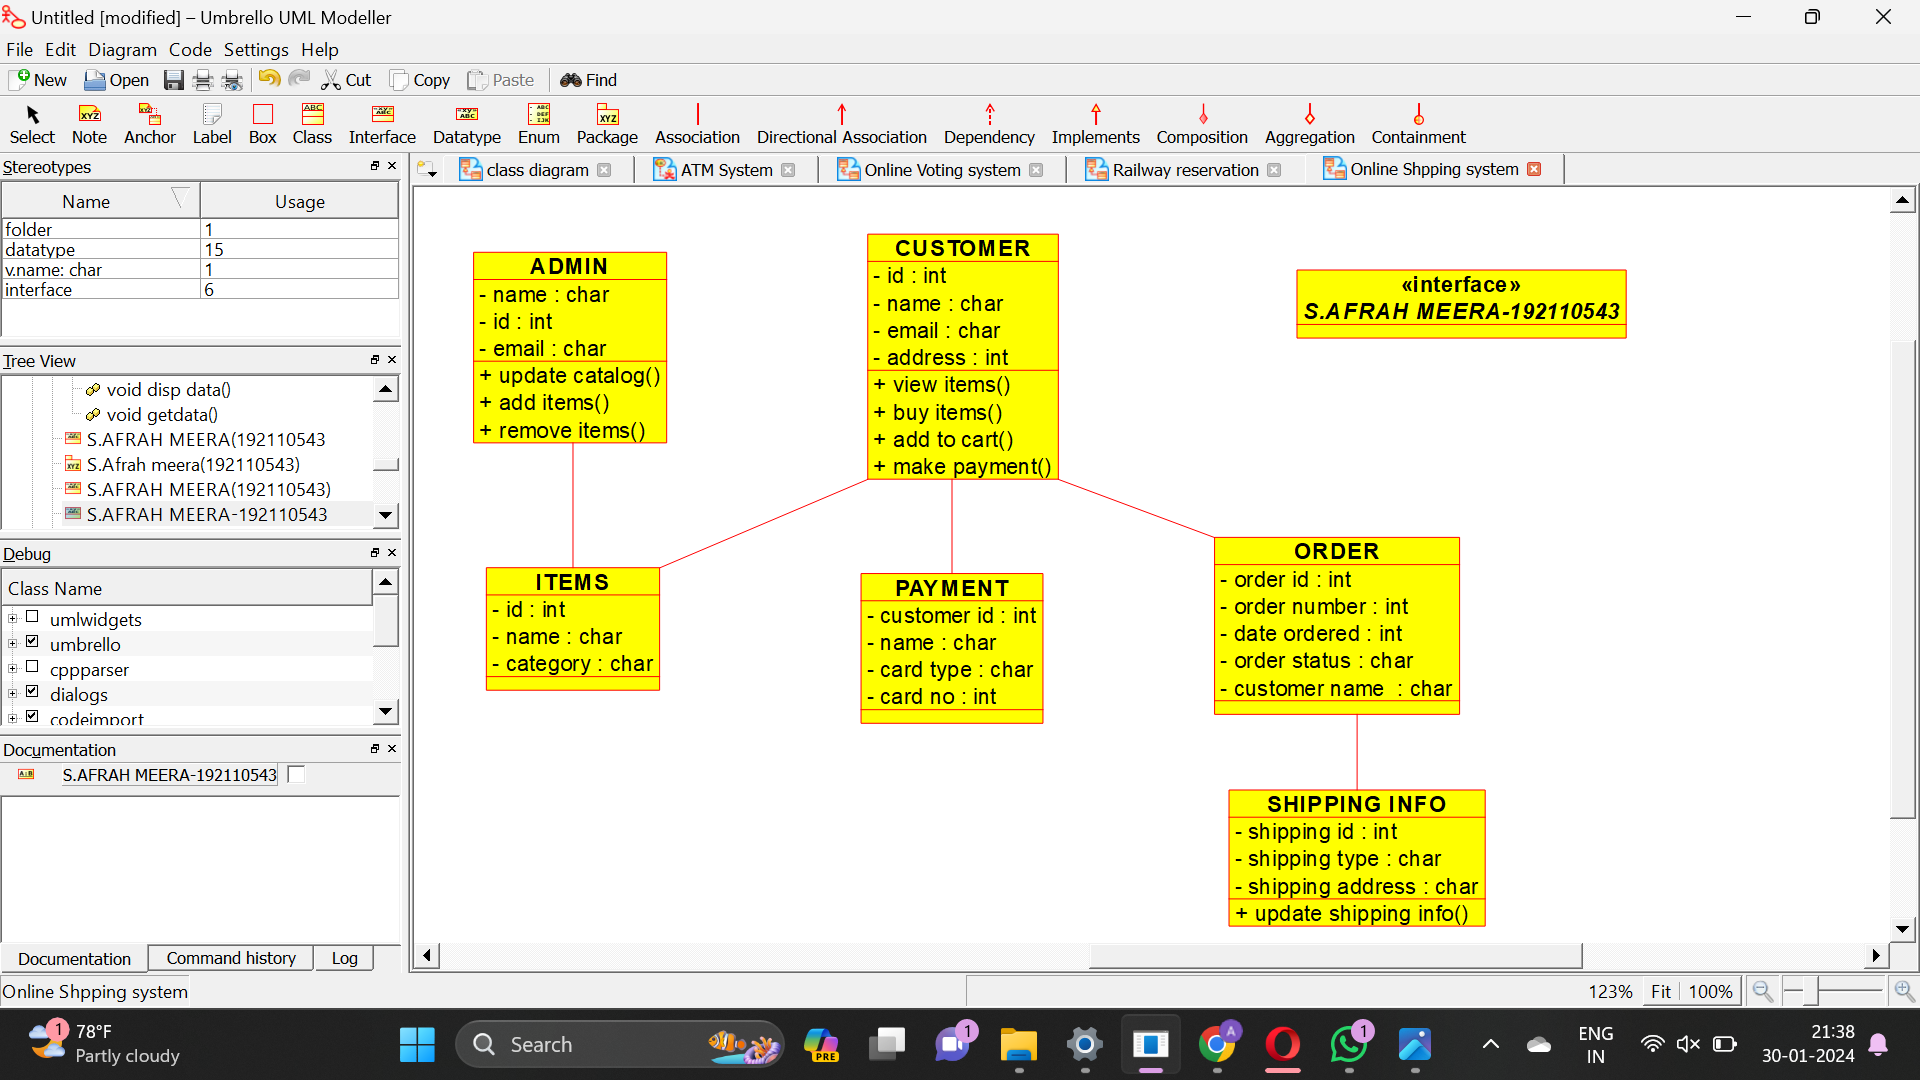 Untitled [modified] – Umbrello UML Modeller
File Edit Diagram Code Settings Help
New Open Cut Copy Paste Find
Select Note Anchor Label Box Class Interface Datatype Enum Package Association Directional Association Dependency Implements Composition Aggregation Containment
Stereotypes
Name Usage
folder 1
datatype 15
v.name: char 1
interface 6
Tree View
void disp data()
void getdata()
S.AFRAH MEERA(192110543
S.Afrah meera(192110543)
S.AFRAH MEERA(192110543)
S.AFRAH MEERA-192110543
Debug
Class Name
umlwidgets
umbrello
cppparser
dialogs
codeimport
Documentation
S.AFRAH MEERA-192110543
Documentation Command history Log
class diagram ATM System Online Voting system Railway reservation Online Shpping system
ADMIN
- name : char
- id : int
- email : char
+ update catalog()
+ add items()
+ remove items()
CUSTOMER
- id : int
- name : char
- email : char
- address : int
+ view items()
+ buy items()
+ add to cart()
+ make payment()
«interface»
S.AFRAH MEERA-192110543
ITEMS
- id : int
- name : char
- category : char
PAYMENT
- customer id : int
- name : char
- card type : char
- card no : int
ORDER
- order id : int
- order number : int
- date ordered : int
- order status : char
- customer name : char
SHIPPING INFO
- shipping id : int
- shipping type : char
- shipping address : char
+ update shipping info()
Online Shpping system
123% Fit 100%
1 78°F
Partly cloudy
Search
PRE
1
A
1
ENG
IN
21:38
30-01-2024